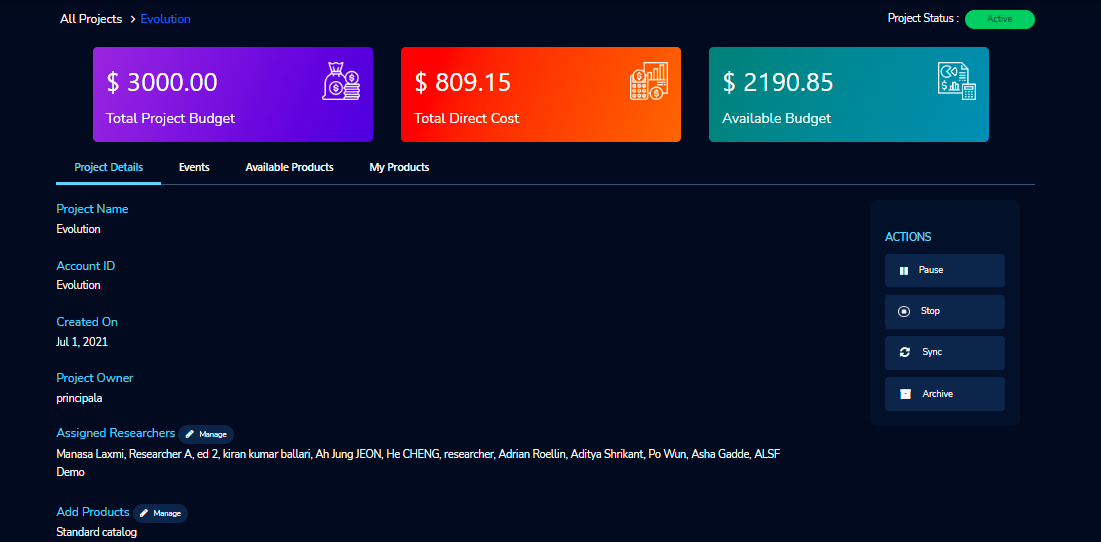 All Projects > Evolution
Project Status : Active
$ 3000.00
Total Project Budget
$ 809.15
Total Direct Cost
$ 2190.85
Available Budget
Project Details Events Available Products My Products
Project Name
Evolution
Account ID
Evolution
Created On
Jul 1, 2021
Project Owner
principala
Assigned Researchers Manage
Manasa Laxmi, Researcher A, ed 2, kiran kumar ballari, Ah Jung JEON, He CHENG, researcher, Adrian Roellin, Aditya Shrikant, Po Wun, Asha Gadde, ALSF
Demo
Add Products Manage
Standard catalog
ACTIONS
Pause
Stop
Sync
Archive